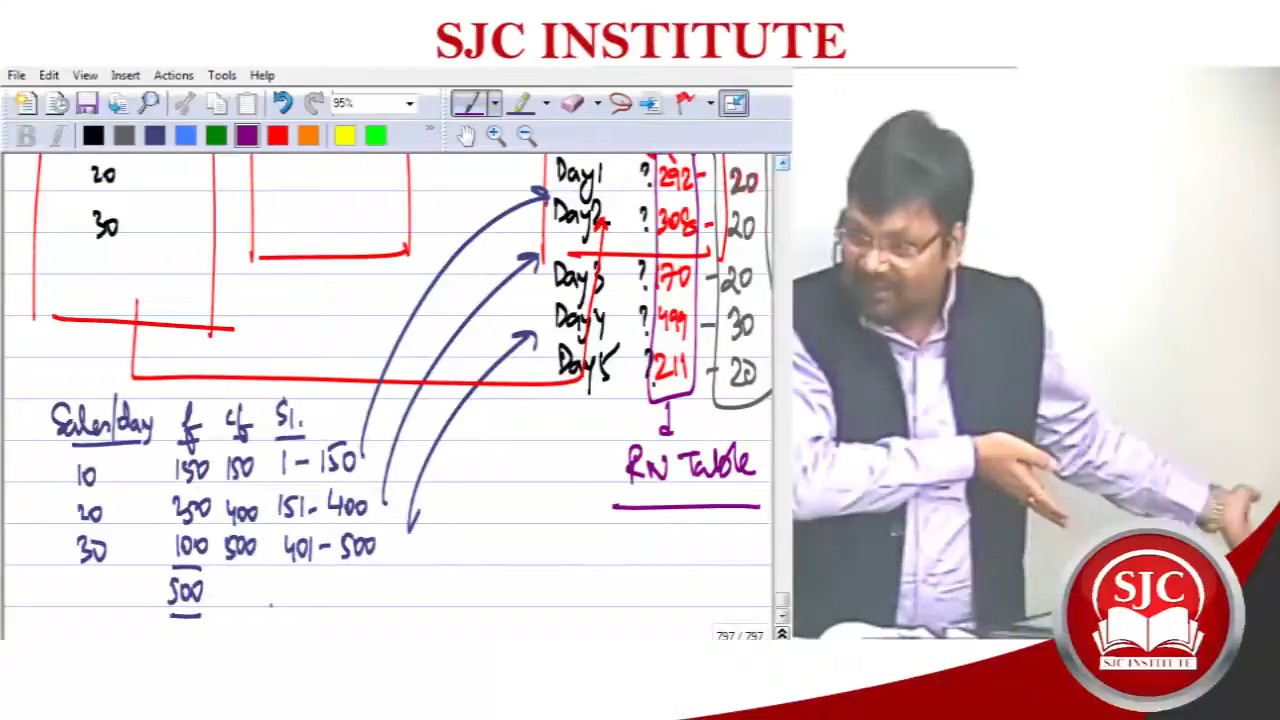 SJC INSTITUTE
File Edit View Insert Actions Tools Help
95%
B I
20
30
Day1 ? 292 - 20
Day2 ? 308 - 20
Day3 ? 170 - 20
Day4 ? 499 - 30
Day5 ? 211 - 20
RN Table
Sales/day f cf S1.
10 150 150 1 - 150
20 250 400 151 - 400
30 100 500 401 - 500
500
797 / 797
SJC
SJC INSTITUTE